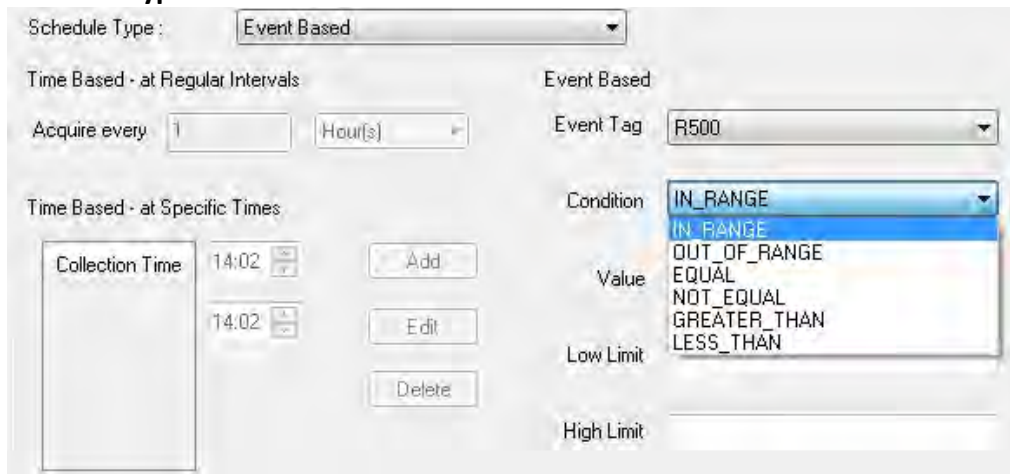 Schedule Type : Event Based
Time Based - at Regular Intervals
Acquire every 1 Hour(s)
Time Based - at Specific Times
Collection Time 14:02 Add
14:02 Edit
Delete
Event Based
Event Tag R500
Condition IN_RANGE
IN_RANGE
OUT_OF_RANGE
EQUAL
NOT_EQUAL
GREATER_THAN
LESS_THAN
Value
Low Limit
High Limit